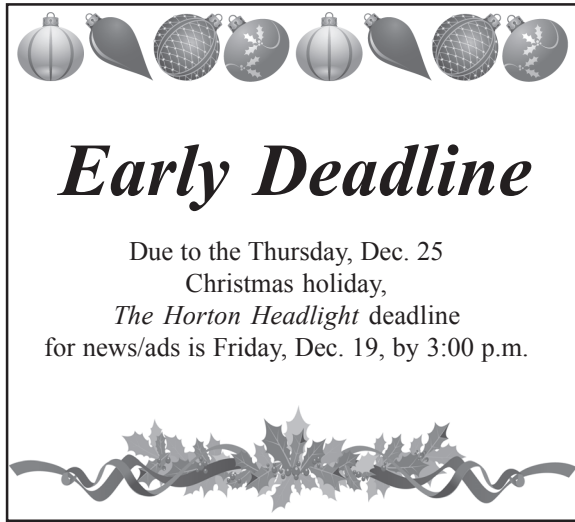 Early Deadline
Due to the Thursday, Dec. 25
Christmas holiday,
The Horton Headlight deadline
for news/ads is Friday, Dec. 19, by 3:00 p.m.